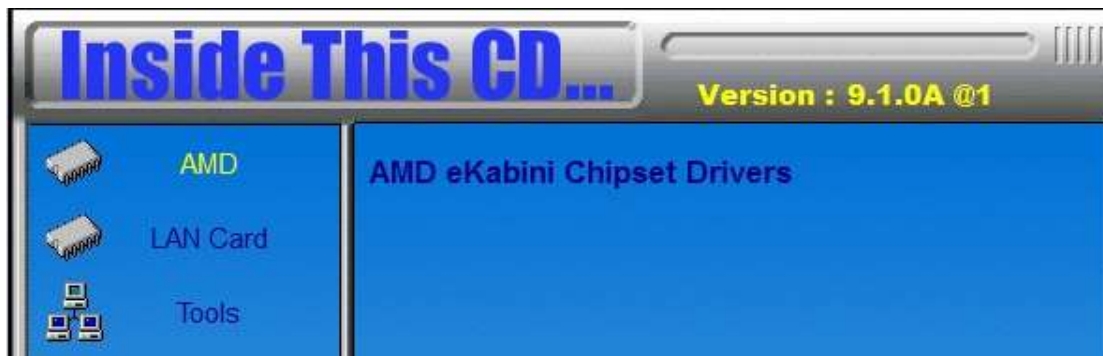 Inside This CD...
Version : 9.1.0A @1
AMD
AMD eKabini Chipset Drivers
LAN Card
Tools